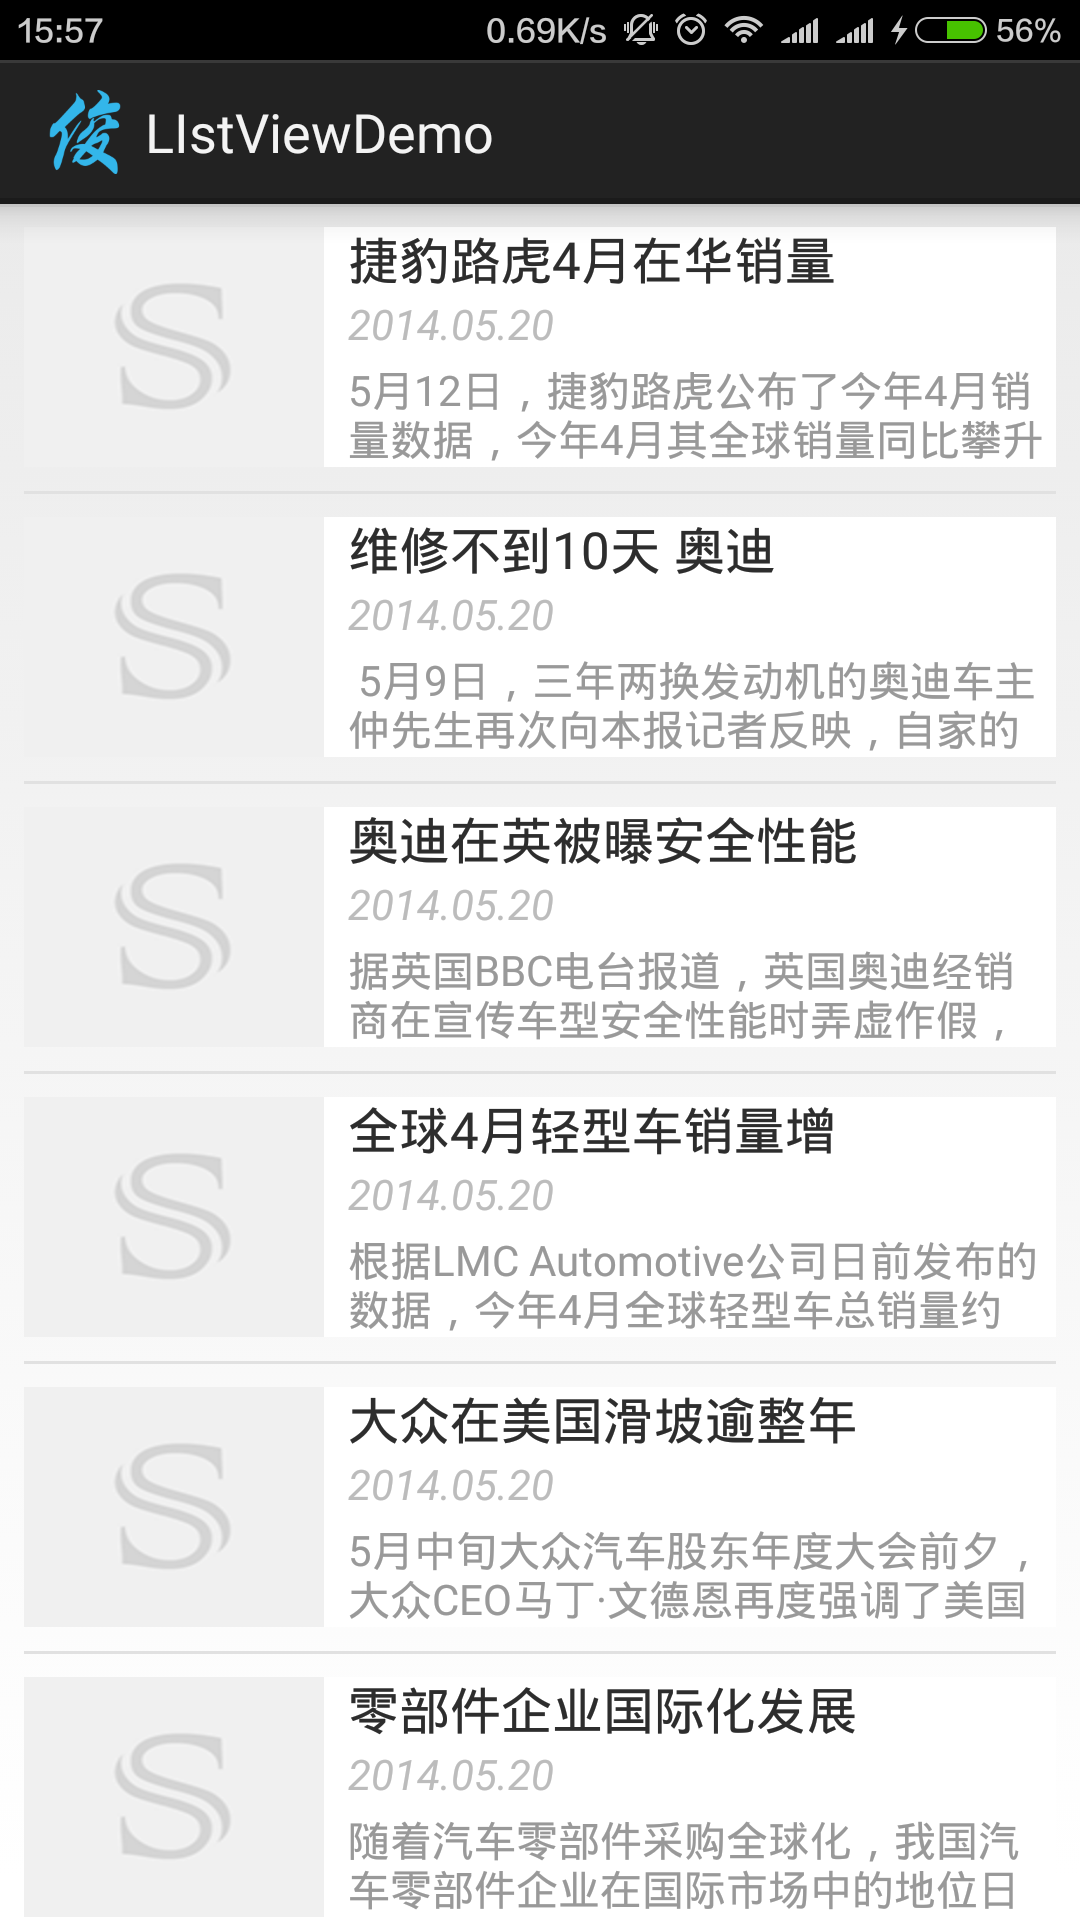 15:57 0.69K/s 56%
俊 LIstViewDemo
捷豹路虎4月在华销量
2014.05.20
5月12日，捷豹路虎公布了今年4月销
量数据，今年4月其全球销量同比攀升
维修不到10天 奥迪
2014.05.20
5月9日，三年两换发动机的奥迪车主
仲先生再次向本报记者反映，自家的
奥迪在英被曝安全性能
2014.05.20
据英国BBC电台报道，英国奥迪经销
商在宣传车型安全性能时弄虚作假，
全球4月轻型车销量增
2014.05.20
根据LMC Automotive公司日前发布的
数据，今年4月全球轻型车总销量约
大众在美国滑坡逾整年
2014.05.20
5月中旬大众汽车股东年度大会前夕，
大众CEO马丁·文德恩再度强调了美国
零部件企业国际化发展
2014.05.20
随着汽车零部件采购全球化，我国汽
车零部件企业在国际市场中的地位日